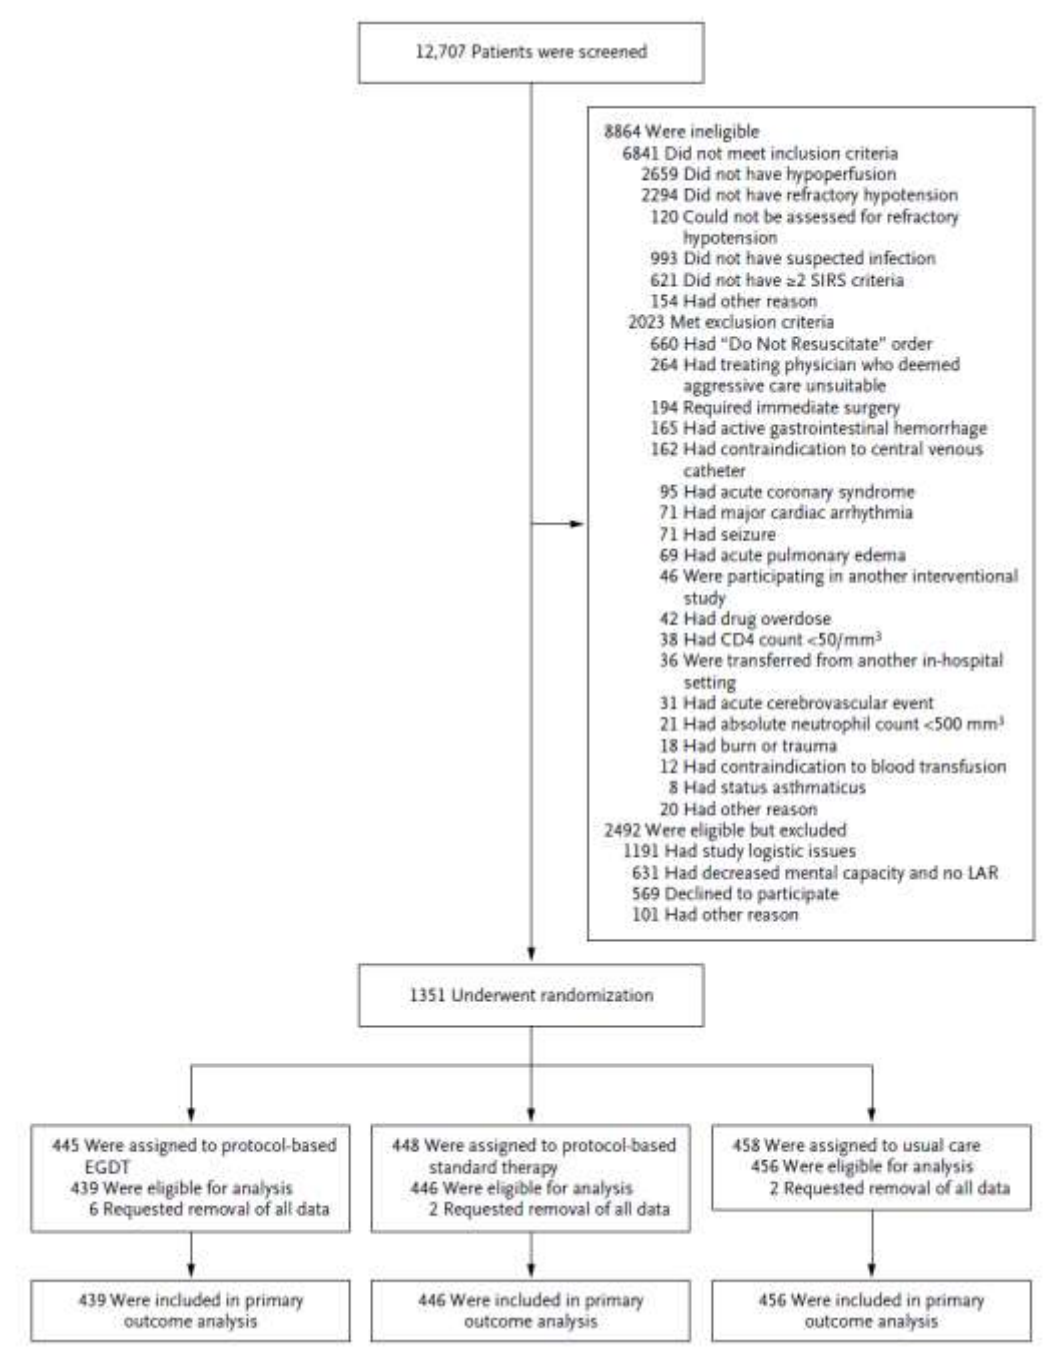 12,707 Patients were screened
8864 Were ineligible
6841 Did not meet inclusion criteria
2659 Did not have hypoperfusion
2294 Did not have refractory hypotension
120 Could not be assessed for refractory
hypotension
993 Did not have suspected infection
621 Did not have ≥2 SIRS criteria
154 Had other reason
2023 Met exclusion criteria
660 Had “Do Not Resuscitate” order
264 Had treating physician who deemed
aggressive care unsuitable
194 Required immediate surgery
165 Had active gastrointestinal hemorrhage
162 Had contraindication to central venous
catheter
95 Had acute coronary syndrome
71 Had major cardiac arrhythmia
71 Had seizure
69 Had acute pulmonary edema
46 Were participating in another interventional
study
42 Had drug overdose
38 Had CD4 count <50/mm³
36 Were transferred from another in-hospital
setting
31 Had acute cerebrovascular event
21 Had absolute neutrophil count <500 mm³
18 Had burn or trauma
12 Had contraindication to blood transfusion
8 Had status asthmaticus
20 Had other reason
2492 Were eligible but excluded
1191 Had study logistic issues
631 Had decreased mental capacity and no LAR
569 Declined to participate
101 Had other reason
1351 Underwent randomization
445 Were assigned to protocol-based
EGDT
439 Were eligible for analysis
6 Requested removal of all data
448 Were assigned to protocol-based
standard therapy
446 Were eligible for analysis
2 Requested removal of all data
458 Were assigned to usual care
456 Were eligible for analysis
2 Requested removal of all data
439 Were included in primary
outcome analysis
446 Were included in primary
outcome analysis
456 Were included in primary
outcome analysis